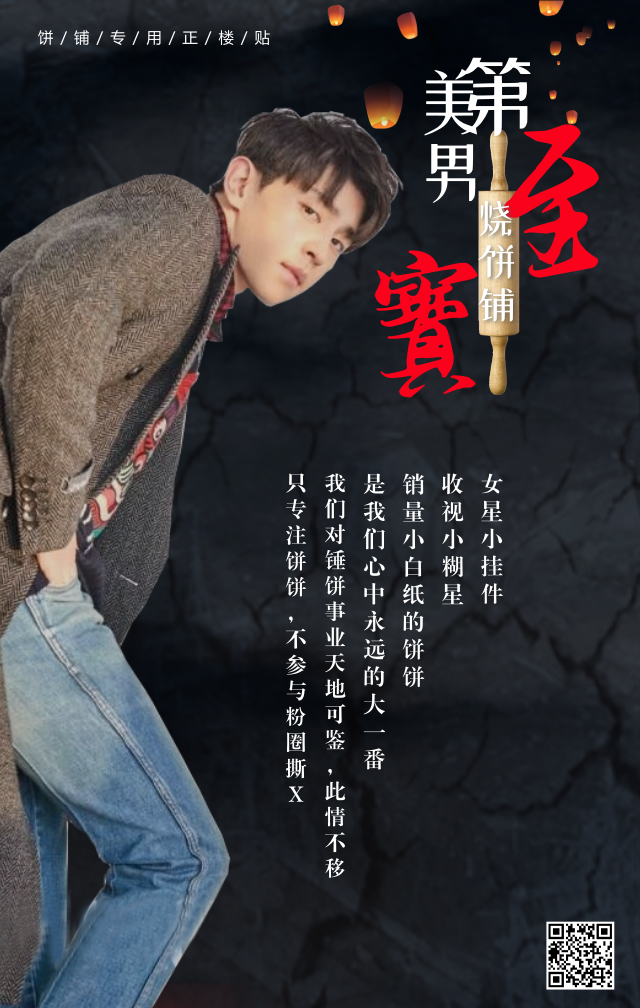 饼/铺/专/用/正/楼/贴
第
美男
至
寶
烧饼铺
女星小挂件
收视小糊星
销量小白纸的饼饼
是我们心中永远的大一番
我们对锤饼事业天地可鉴，此情不移
只专注饼饼，不参与粉圈撕X